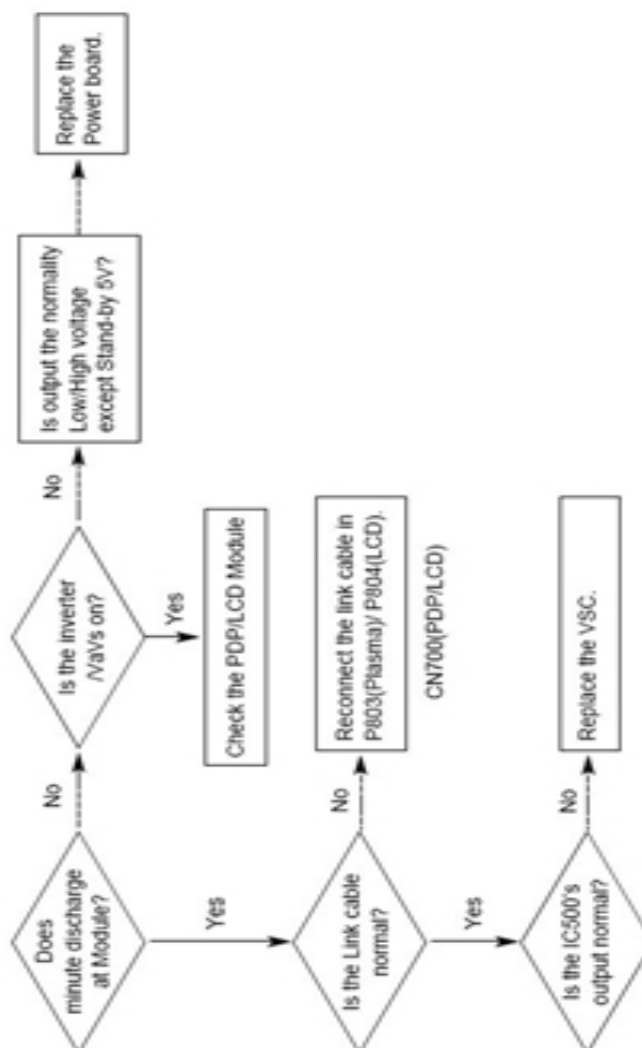 Does
minute discharge
at Module?
No
Is the inverter
/VaVs on?
No
Is output the normality
Low/High voltage
except Stand-by 5V?
Replace the
Power board.
Yes
Check the PDP/LCD Module
Yes
Is the Link cable
normal?
No
Reconnect the link cable in
P803(Plasma)/ P804(LCD).
CN700(PDP/LCD)
Yes
Is the IC500's
output normal?
No
Replace the VSC.